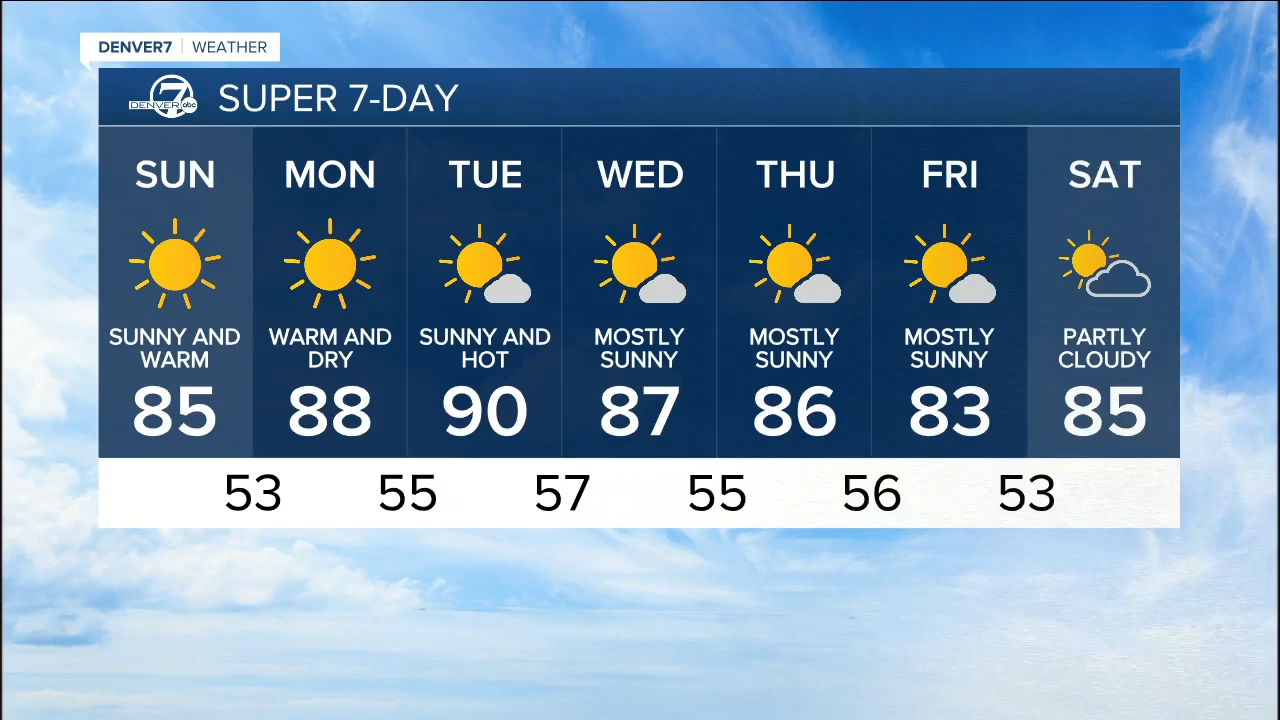 DENVER7 | WEATHER
7
DENVER abc
SUPER 7-DAY
SUN MON TUE WED THU FRI SAT
SUNNY AND WARM AND SUNNY AND MOSTLY MOSTLY MOSTLY PARTLY
WARM DRY HOT SUNNY SUNNY SUNNY CLOUDY
85 88 90 87 86 83 85
53 55 57 55 56 53